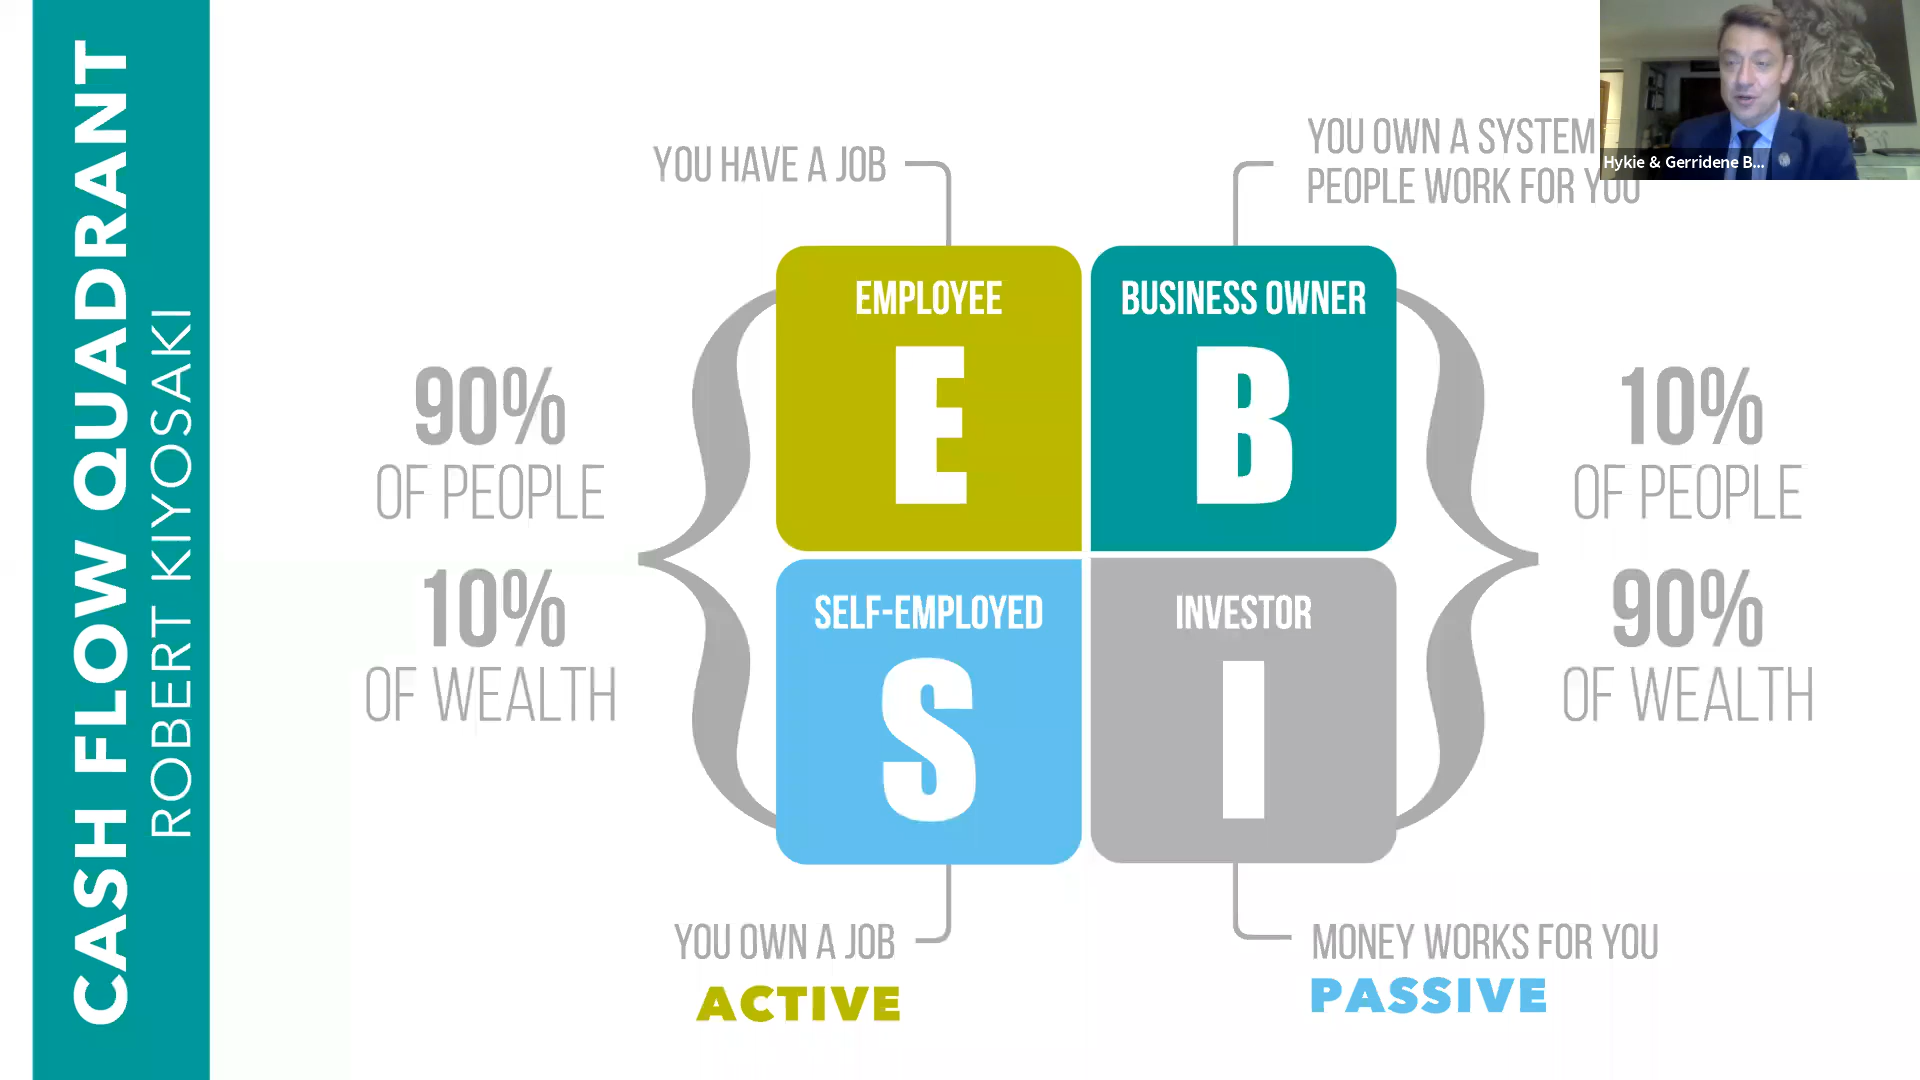 CASH FLOW QUADRANT
ROBERT KIYOSAKI
YOU HAVE A JOB
YOU OWN A SYSTEM
PEOPLE WORK FOR YOU
Hykie & Gerridene B...
EMPLOYEE
E
BUSINESS OWNER
B
90%
OF PEOPLE
10%
OF WEALTH
10%
OF PEOPLE
90%
OF WEALTH
SELF-EMPLOYED
S
INVESTOR
I
YOU OWN A JOB
ACTIVE
MONEY WORKS FOR YOU
PASSIVE